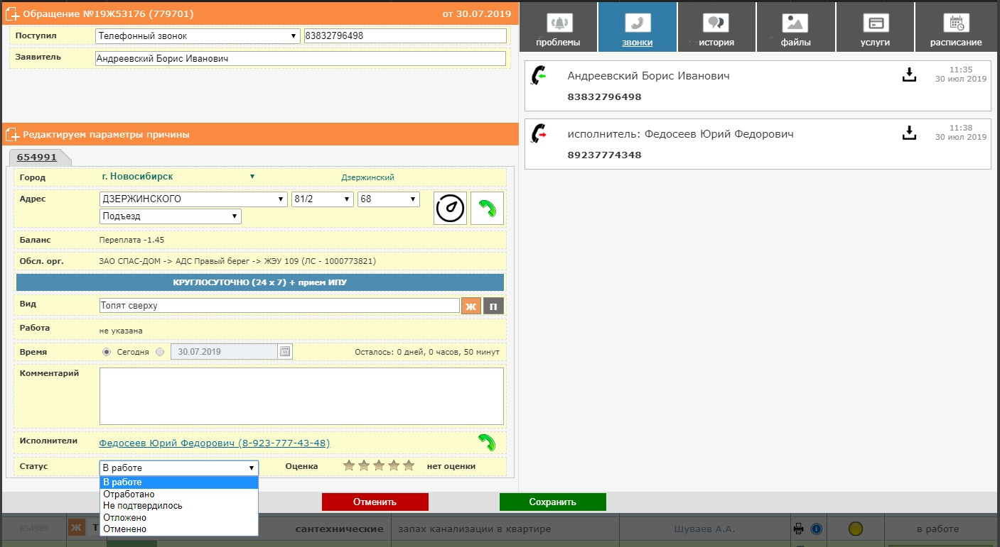 Обращение №19Ж53176 (779701) от 30.07.2019
Поступил Телефонный звонок 83832796498
Заявитель Андреевский Борис Иванович
Редактируем параметры причины
654991
Город г. Новосибирск Дзержинский
Адрес ДЗЕРЖИНСКОГО 81/2 68
Подъезд
Баланс Переплата -1.45
Обсл. орг. ЗАО СПАС-ДОМ -> АДС Правый берег -> ЖЭУ 109 (ЛС - 1000773821)
КРУГЛОСУТОЧНО (24 x 7) + прием ИПУ
Вид Топят сверху Ж П
Работа не указана
Время Сегодня 30.07.2019 Осталось: 0 дней, 0 часов, 50 минут
Комментарий
Исполнители Федосеев Юрий Федорович (8-923-777-43-48)
Статус В работе Оценка нет оценки
В работе
Отработано
Не подтвердилось
Отложено
Отменено
Отменить Сохранить
проблемы звонки история файлы услуги расписание
Андреевский Борис Иванович 11:35
30 июл 2019
83832796498
исполнитель: Федосеев Юрий Федорович 11:38
30 июл 2019
89237774348
654989 Ж Т сантехнические запах канализации в квартире Шуваев А.А. в работе